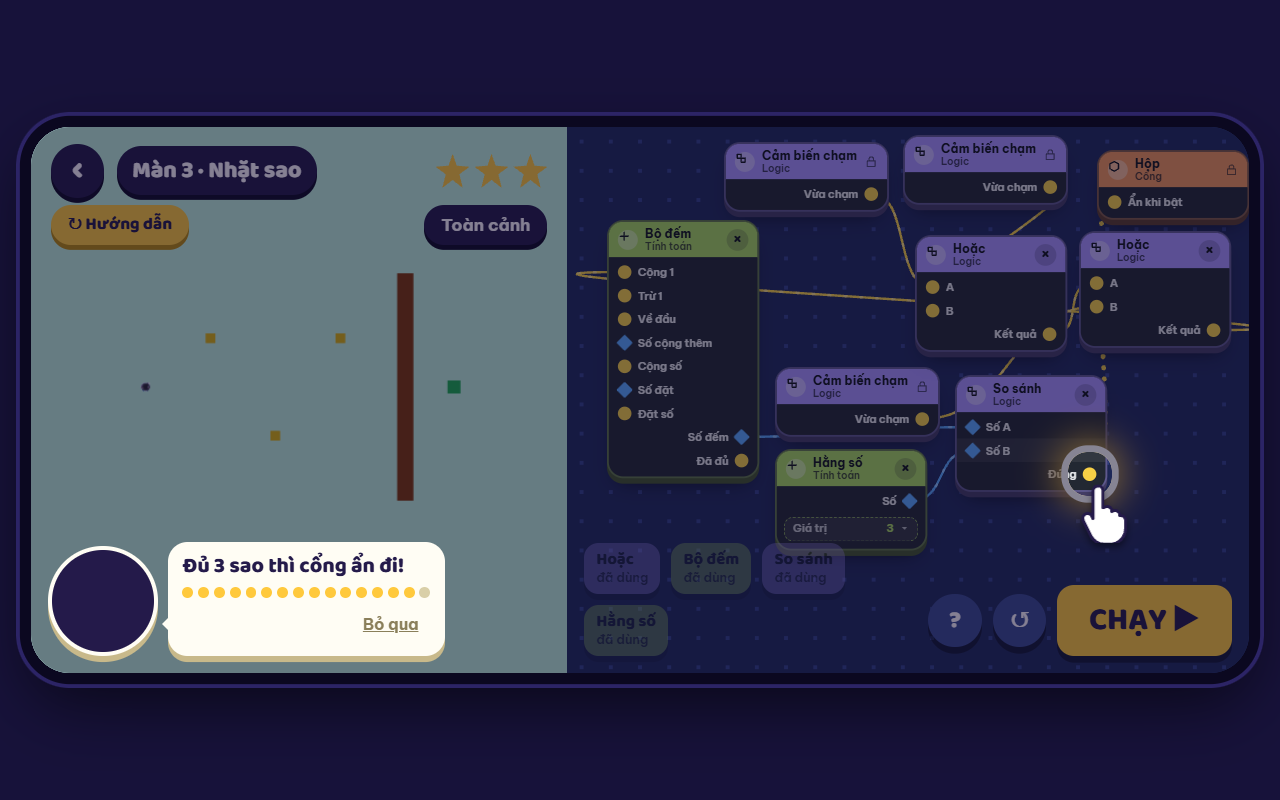 Màn 3 • Nhặt sao
↻ Hướng dẫn
Toàn cảnh
Đủ 3 sao thì cổng ẩn đi!
Bỏ qua
Cảm biến chạm
Logic
Vừa chạm
Cảm biến chạm
Logic
Vừa chạm
Hộp
Cổng
Ẩn khi bật
Bộ đếm
Tính toán
Cộng 1
Trừ 1
Về đầu
Số cộng thêm
Cộng số
Số đặt
Đặt số
Số đếm
Đã đủ
Hoặc
Logic
A
B
Kết quả
Hoặc
Logic
A
B
Kết quả
Cảm biến chạm
Logic
Vừa chạm
So sánh
Logic
Số A
Số B
Đúng
Hằng số
Tính toán
Số
Giá trị 3
Hoặc
đã dùng
Bộ đếm
đã dùng
So sánh
đã dùng
Hằng số
đã dùng
?
CHẠY